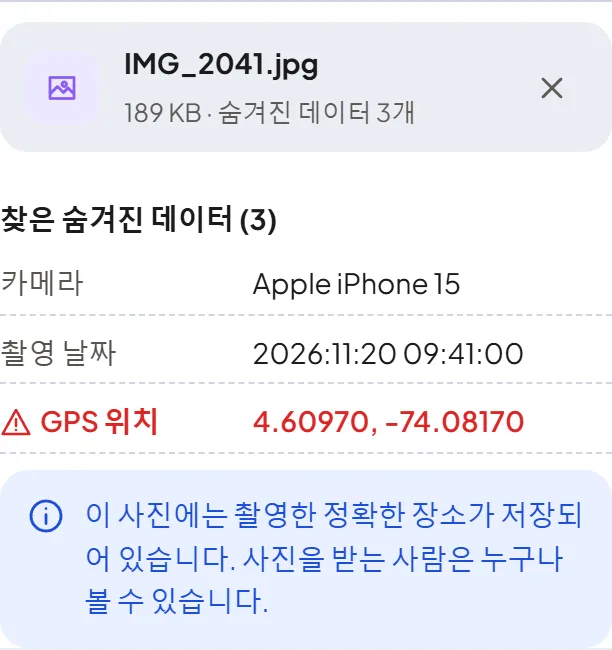 IMG_2041.jpg
189 KB · 숨겨진 데이터 3개
찾은 숨겨진 데이터 (3)
카메라 Apple iPhone 15
촬영 날짜 2026:11:20 09:41:00
GPS 위치 4.60970, -74.08170
이 사진에는 촬영한 정확한 장소가 저장되
어 있습니다. 사진을 받는 사람은 누구나
볼 수 있습니다.